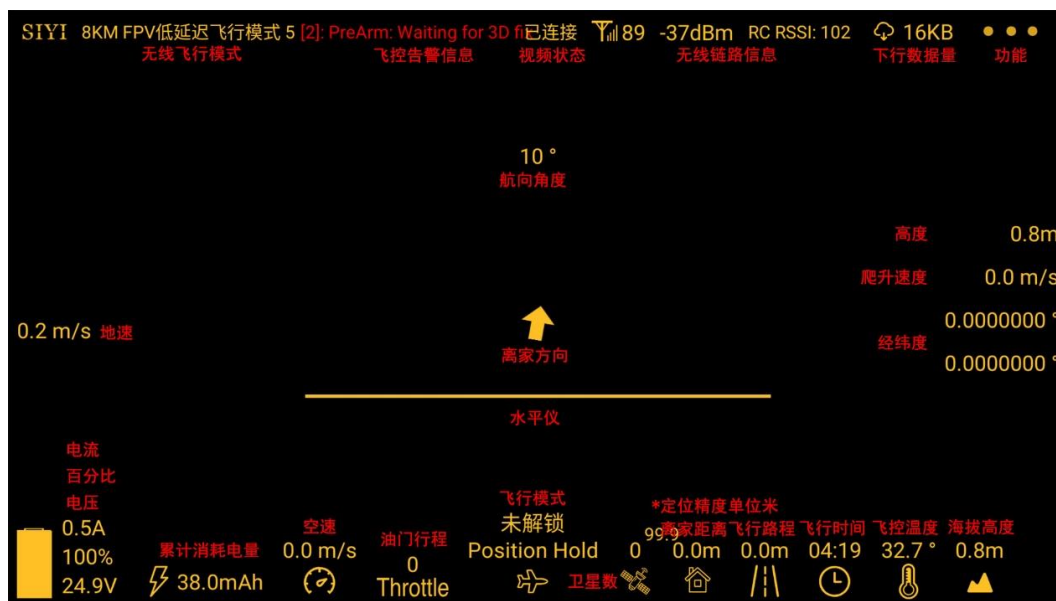 SIYI 8KM FPV低延迟飞行模式 5 [2]: PreArm: Waiting for 3D fix 已连接 89 -37dBm RC RSSI: 102 16KB
无线飞行模式 飞控告警信息 视频状态 无线链路信息 下行数据量 功能
10 °
航向角度
高度 0.8m
爬升速度 0.0 m/s
0.2 m/s 地速
离家方向
0.0000000 °
经纬度
0.0000000 °
水平仪
电流
百分比
电压
飞行模式 *定位精度单位米
0.5A 空速 未解锁 99.9 离家距离 飞行路程 飞行时间 飞控温度 海拔高度
100% 累计消耗电量 0.0 m/s 油门行程 0 Position Hold 0 0.0m 0.0m 04:19 32.7 ° 0.8m
24.9V 38.0mAh Throttle 卫星数